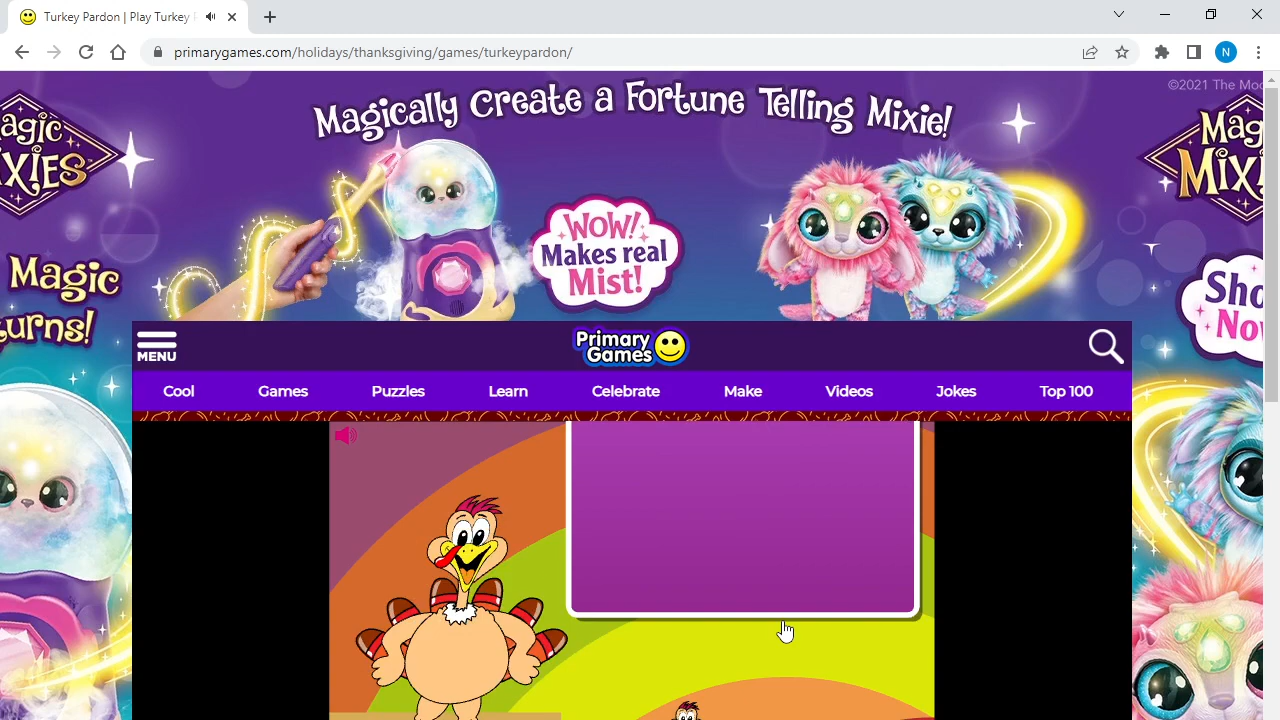 Turkey Pardon | Play Turkey
primarygames.com/holidays/thanksgiving/games/turkeypardon/
N
©2021 The Moo
Magically Create a Fortune Telling Mixie!
WOW!
Makes real
Mist!
Magic
MENU
Primary
Games
Cool Games Puzzles Learn Celebrate Make Videos Jokes Top 100